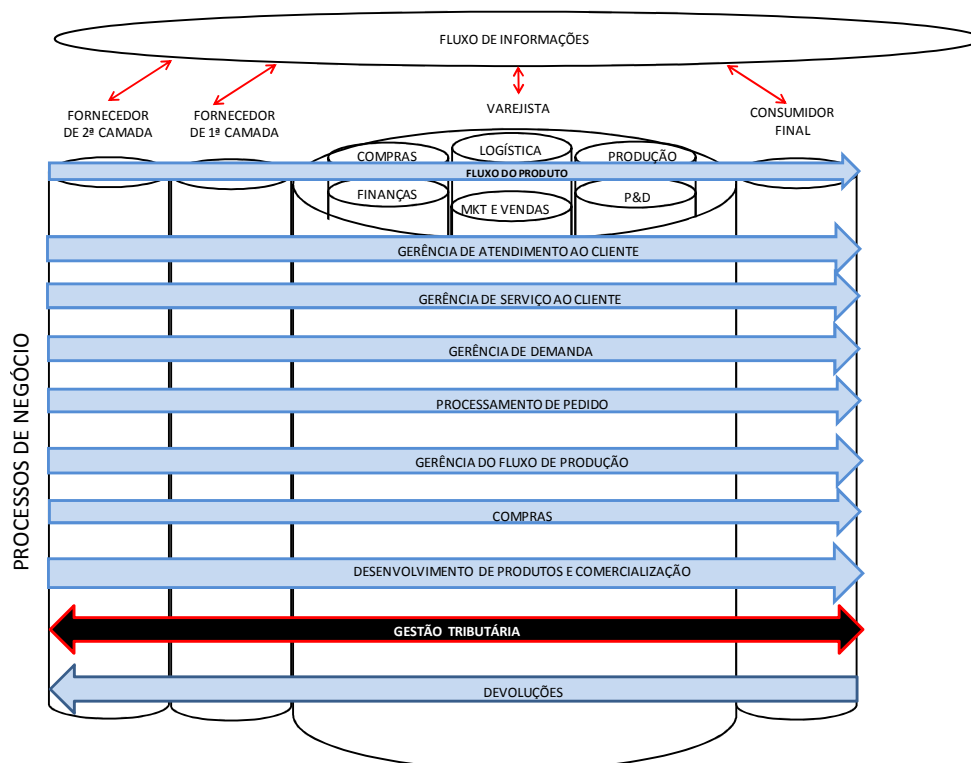 FLUXO DE INFORMAÇÕES
FORNECEDOR
DE 2ª CAMADA
FORNECEDOR
DE 1ª CAMADA
VAREJISTA
CONSUMIDOR
FINAL
COMPRAS
LOGÍSTICA
PRODUÇÃO
FLUXO DO PRODUTO
FINANÇAS
MKT E VENDAS
P&D
GERÊNCIA DE ATENDIMENTO AO CLIENTE
GERÊNCIA DE SERVIÇO AO CLIENTE
GERÊNCIA DE DEMANDA
PROCESSAMENTO DE PEDIDO
GERÊNCIA DO FLUXO DE PRODUÇÃO
COMPRAS
DESENVOLVIMENTO DE PRODUTOS E COMERCIALIZAÇÃO
GESTÃO TRIBUTÁRIA
DEVOLUÇÕES
PROCESSOS DE NEGÓCIO